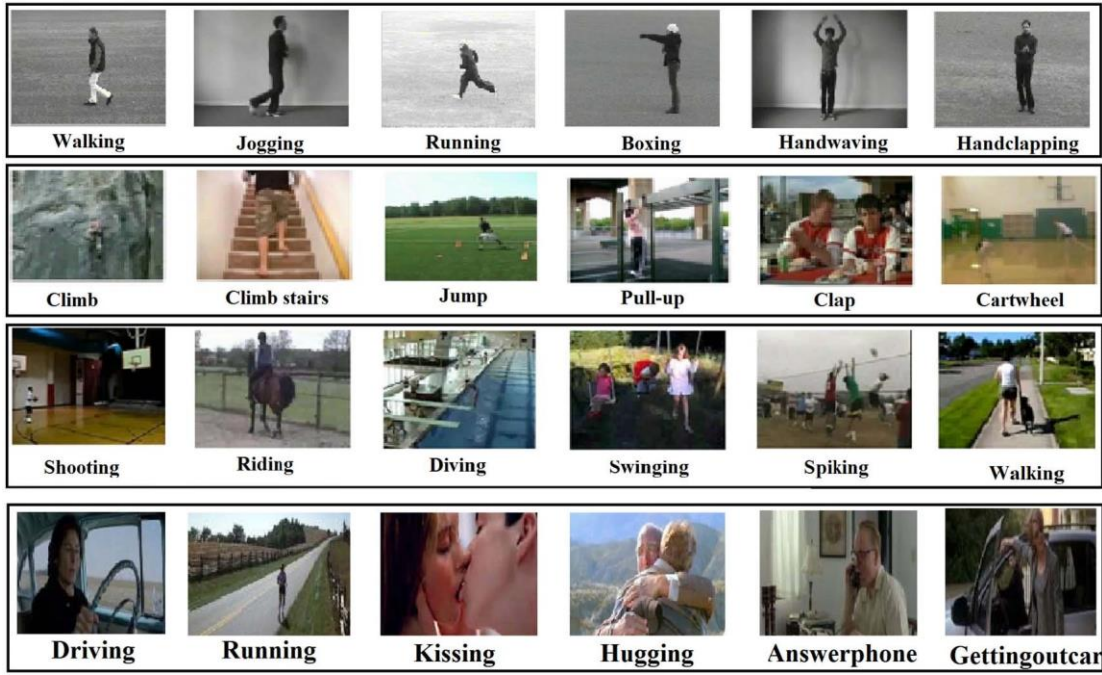 Walking Jogging Running Boxing Handwaving Handclapping
Climb Climb stairs Jump Pull-up Clap Cartwheel
Shooting Riding Diving Swinging Spiking Walking
Driving Running Kissing Hugging Answerphone Gettingoutcar